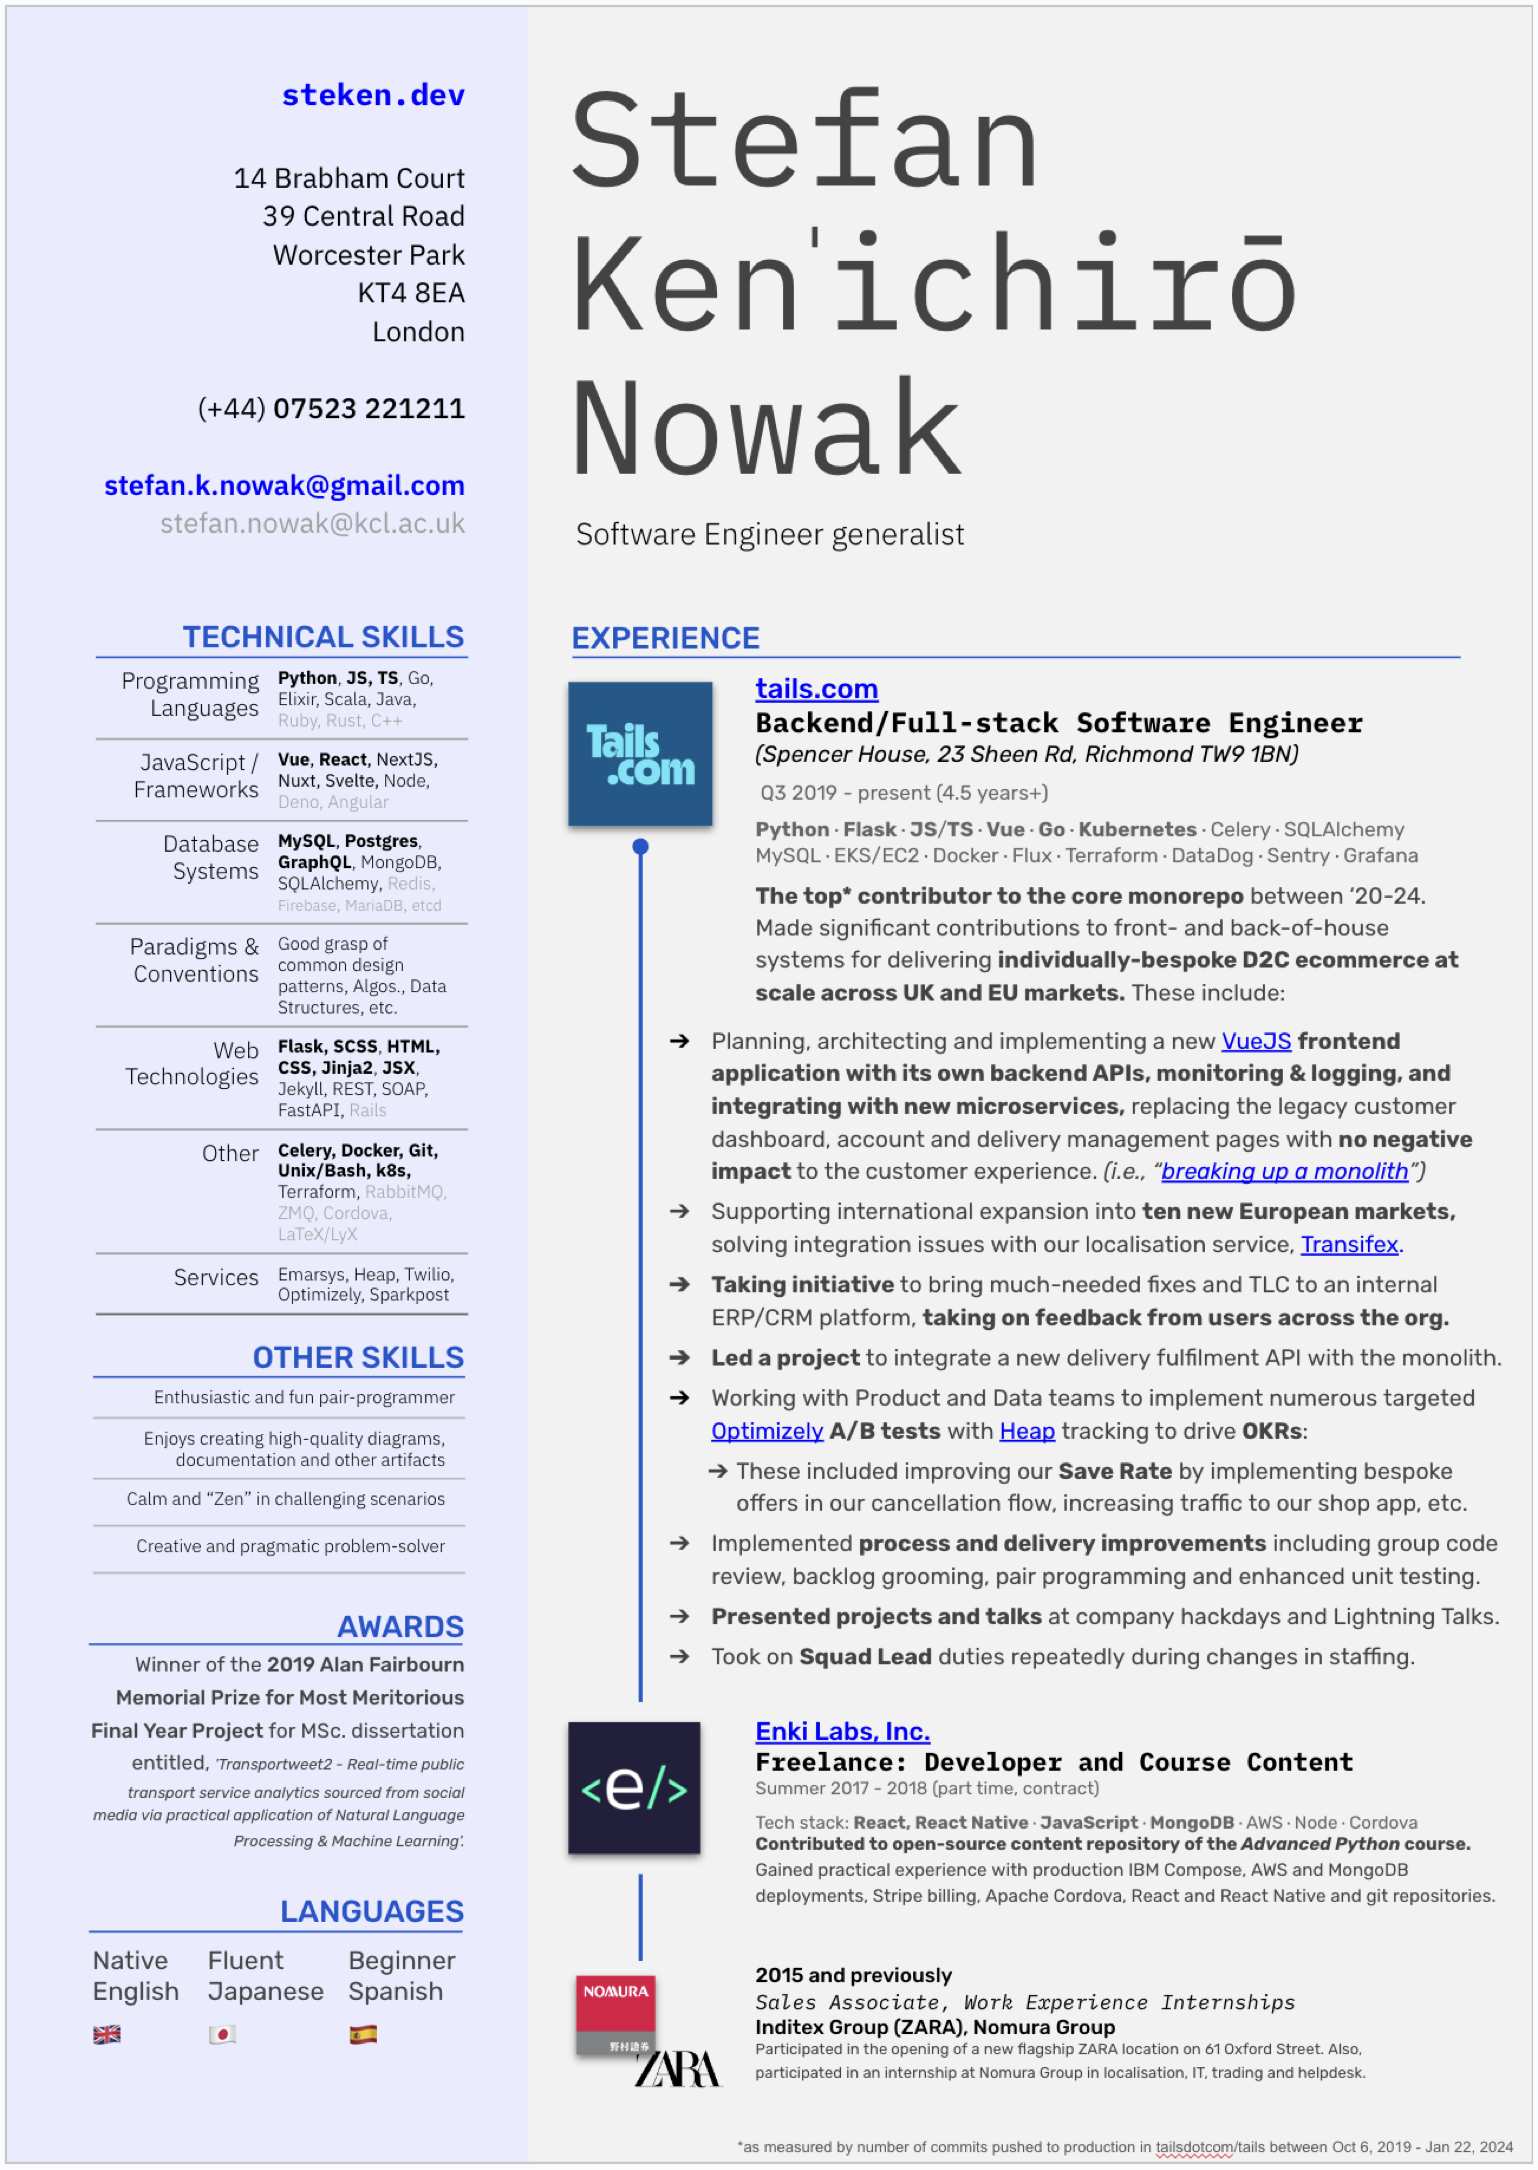 steken.dev
14 Brabham Court
39 Central Road
Worcester Park
KT4 8EA
London
(+44) 07523 221211
stefan.k.nowak@gmail.com
stefan.nowak@kcl.ac.uk
TECHNICAL SKILLS
Programming Languages
Python, JS, TS, Go,
Elixir, Scala, Java,
Ruby, Rust, C++
JavaScript / Frameworks
Vue, React, NextJS,
Nuxt, Svelte, Node,
Deno, Angular
Database Systems
MySQL, Postgres,
GraphQL, MongoDB,
SQLAlchemy, Redis,
Firebase, MariaDB, etcd
Paradigms & Conventions
Good grasp of
common design
patterns, Algos., Data
Structures, etc.
Web Technologies
Flask, SCSS, HTML,
CSS, Jinja2, JSX,
Jekyll, REST, SOAP,
FastAPI, Rails
Other
Celery, Docker, Git,
Unix/Bash, k8s,
Terraform, RabbitMQ,
ZMQ, Cordova,
LaTeX/LyX
Services
Emarsys, Heap, Twilio,
Optimizely, Sparkpost
OTHER SKILLS
Enthusiastic and fun pair-programmer
Enjoys creating high-quality diagrams,
documentation and other artifacts
Calm and “Zen” in challenging scenarios
Creative and pragmatic problem-solver
AWARDS
Winner of the 2019 Alan Fairbourn
Memorial Prize for Most Meritorious
Final Year Project for MSc. dissertation
entitled, ‘Transportweet2 - Real-time public
transport service analytics sourced from social
media via practical application of Natural Language
Processing & Machine Learning’.
LANGUAGES
Native English
Fluent Japanese
Beginner Spanish
Stefan
Ken'ichirō
Nowak
Software Engineer generalist
EXPERIENCE
Tails
.com
tails.com
Backend/Full-stack Software Engineer
(Spencer House, 23 Sheen Rd, Richmond TW9 1BN)
Q3 2019 - present (4.5 years+)
Python · Flask · JS/TS · Vue · Go · Kubernetes · Celery · SQLAlchemy
MySQL · EKS/EC2 · Docker · Flux · Terraform · DataDog · Sentry · Grafana
The top* contributor to the core monorepo between ‘20-24.
Made significant contributions to front- and back-of-house
systems for delivering individually-bespoke D2C ecommerce at
scale across UK and EU markets. These include:
➔ Planning, architecting and implementing a new VueJS frontend
application with its own backend APIs, monitoring & logging, and
integrating with new microservices, replacing the legacy customer
dashboard, account and delivery management pages with no negative
impact to the customer experience. (i.e., “breaking up a monolith”)
➔ Supporting international expansion into ten new European markets,
solving integration issues with our localisation service, Transifex.
➔ Taking initiative to bring much-needed fixes and TLC to an internal
ERP/CRM platform, taking on feedback from users across the org.
➔ Led a project to integrate a new delivery fulfilment API with the monolith.
➔ Working with Product and Data teams to implement numerous targeted
Optimizely A/B tests with Heap tracking to drive OKRs:
➔ These included improving our Save Rate by implementing bespoke
offers in our cancellation flow, increasing traffic to our shop app, etc.
➔ Implemented process and delivery improvements including group code
review, backlog grooming, pair programming and enhanced unit testing.
➔ Presented projects and talks at company hackdays and Lightning Talks.
➔ Took on Squad Lead duties repeatedly during changes in staffing.
<e/>
Enki Labs, Inc.
Freelance: Developer and Course Content
Summer 2017 - 2018 (part time, contract)
Tech stack: React, React Native · JavaScript · MongoDB · AWS · Node · Cordova
Contributed to open-source content repository of the Advanced Python course.
Gained practical experience with production IBM Compose, AWS and MongoDB
deployments, Stripe billing, Apache Cordova, React and React Native and git repositories.
NOMURA
野村證券
ZARA
2015 and previously
Sales Associate, Work Experience Internships
Inditex Group (ZARA), Nomura Group
Participated in the opening of a new flagship ZARA location on 61 Oxford Street. Also,
participated in an internship at Nomura Group in localisation, IT, trading and helpdesk.
*as measured by number of commits pushed to production in tailsdotcom/tails between Oct 6, 2019 - Jan 22, 2024